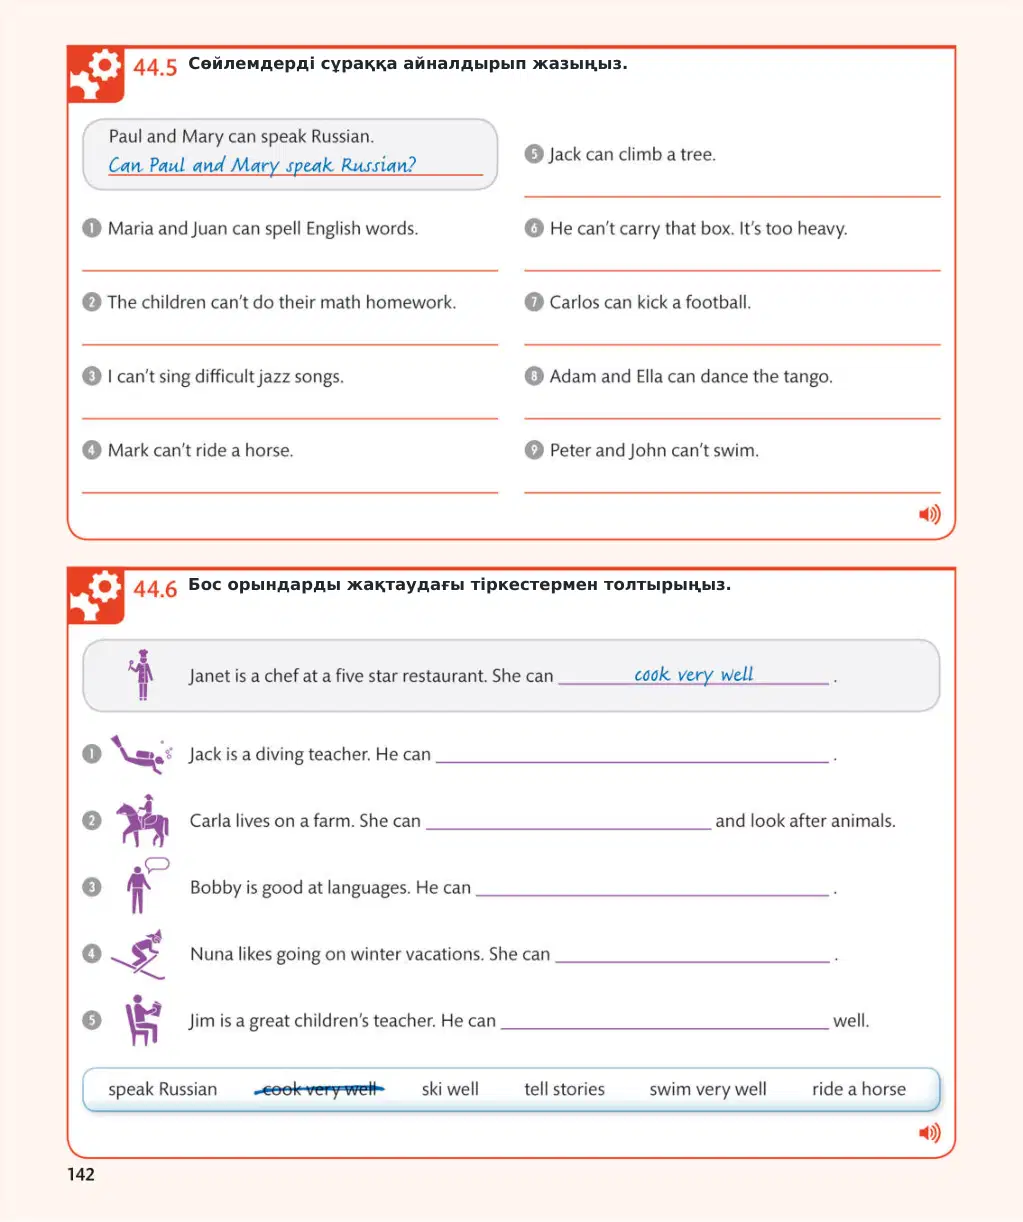 44.5 Сөйлемдерді сұраққа айналдырып жазыңыз.
Paul and Mary can speak Russian.
Can Paul and Mary speak Russian?
1 Maria and Juan can spell English words.
2 The children can't do their math homework.
3 I can't sing difficult jazz songs.
4 Mark can't ride a horse.
5 Jack can climb a tree.
6 He can't carry that box. It's too heavy.
7 Carlos can kick a football.
8 Adam and Ella can dance the tango.
9 Peter and John can't swim.
44.6 Бос орындарды жақтаудағы тіркестермен толтырыңыз.
Janet is a chef at a five star restaurant. She can cook very well .
1 Jack is a diving teacher. He can .
2 Carla lives on a farm. She can and look after animals.
3 Bobby is good at languages. He can .
4 Nuna likes going on winter vacations. She can .
5 Jim is a great children's teacher. He can well.
speak Russian cook very well ski well tell stories swim very well ride a horse
142